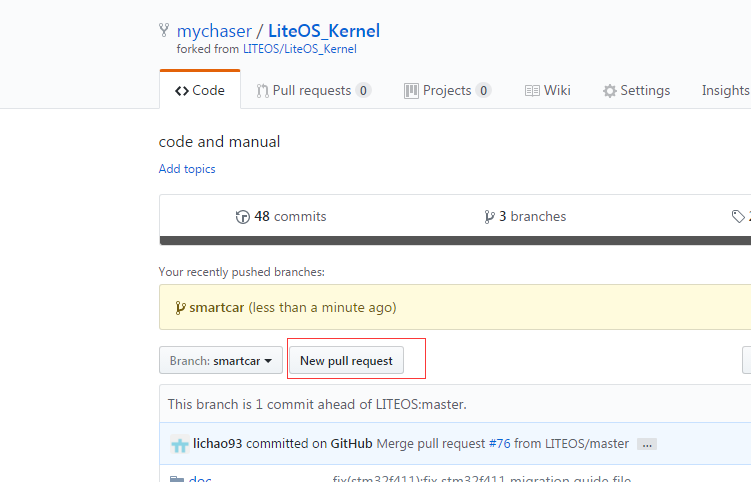 mychaser / LiteOS_Kernel
forked from LITEOS/LiteOS_Kernel
Code Pull requests 0 Projects 0 Wiki Settings Insights
code and manual
Add topics
48 commits 3 branches
Your recently pushed branches:
smartcar (less than a minute ago)
Branch: smartcar New pull request
This branch is 1 commit ahead of LITEOS:master.
lichao93 committed on GitHub Merge pull request #76 from LITEOS/master ...
doc fix(stm32f411):fix stm32f411 migration guide file